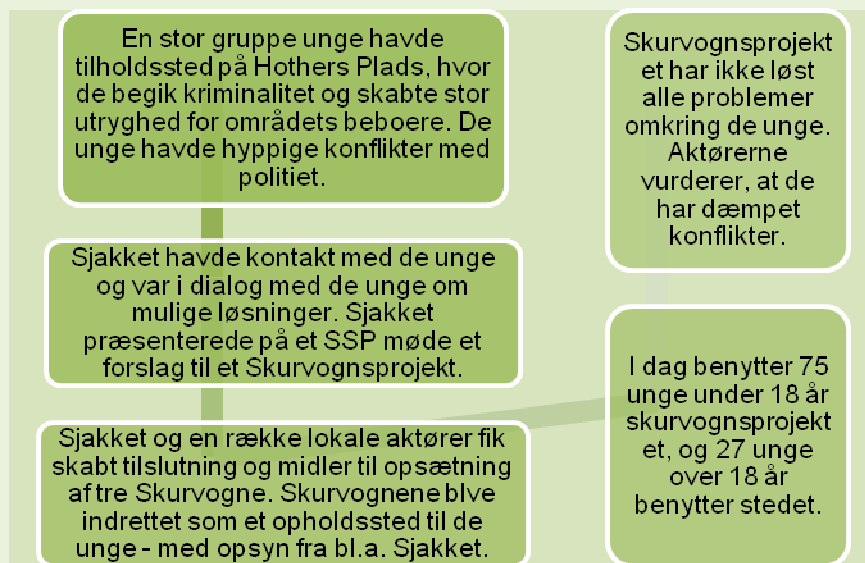 En stor gruppe unge havde
tilholdssted på Hothers Plads, hvor
de begik kriminalitet og skabte stor
utryghed for områdets beboere. De
unge havde hyppige konflikter med
politiet.
Sjakket havde kontakt med de unge
og var i dialog med de unge om
mulige løsninger. Sjakket
præsenterede på et SSP møde et
forslag til et Skurvognsprojekt.
Sjakket og en række lokale aktører fik
skabt tilslutning og midler til opsætning
af tre Skurvogne. Skurvognene blve
indrettet som et opholdssted til de
unge - med opsyn fra bl.a. Sjakket.
I dag benytter 75
unge under 18 år
skurvognsprojekt
et, og 27 unge
over 18 år
benytter stedet.
Skurvognsprojekt
et har ikke løst
alle problemer
omkring de unge.
Aktørerne
vurderer, at de
har dæmpet
konflikter.